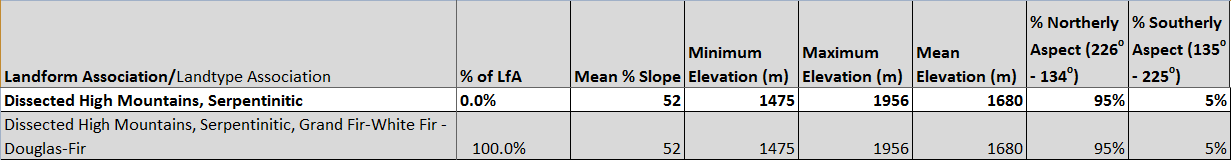 Landform Association/Landtype Association % of LfA Mean % Slope Minimum Elevation (m) Maximum Elevation (m) Mean Elevation (m) % Northerly Aspect (226° - 134°) % Southerly Aspect (135° - 225°)
Dissected High Mountains, Serpentinitic 0.0% 52 1475 1956 1680 95% 5%
Dissected High Mountains, Serpentinitic, Grand Fir-White Fir -
Douglas-Fir 100.0% 52 1475 1956 1680 95% 5%